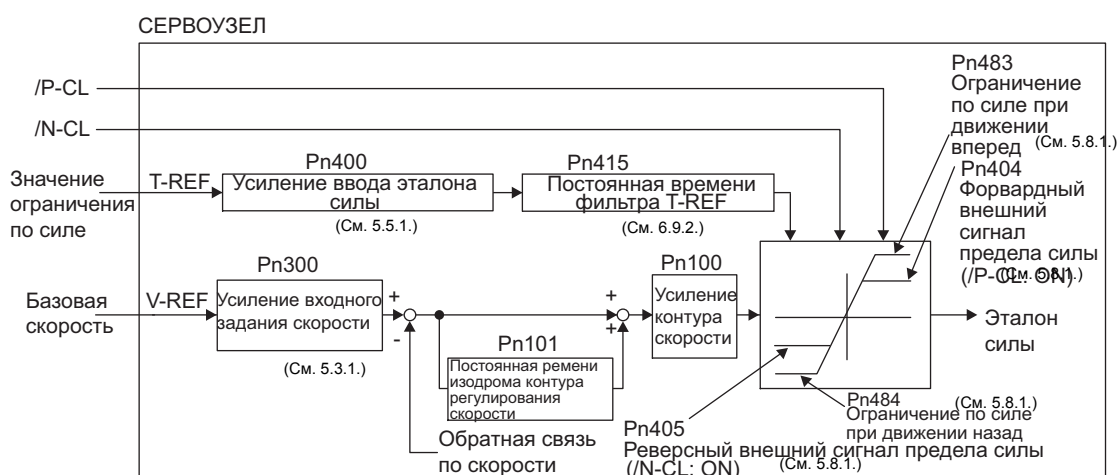 СЕРВОУЗЕЛ
/P-CL
/N-CL
Значение
ограничения
по силе
T-REF
Pn400
Усиление ввода эталона
силы
(См. 5.5.1.)
Pn415
Постоянная времени
фильтра T-REF
(См. 6.9.2.)
Pn483
Ограничение
по силе при
движении
вперед (См. 5.8.1.)
Pn404
Форвардный
внешний
сигнал
предела силы
(/P-CL: ON)
(См. 5.8.1.)
Базовая
скорость
V-REF
Pn300
Усиление входного
задания скорости
(См. 5.3.1.)
+
-
Pn101
Постоянная ремени
изодрома контура
регулирования
скорости
+
+
Pn100
Усиление
контура
скорости
Эталон
силы
Обратная связь
по скорости
Pn484
Ограничение по силе
при движении назад
(См. 5.8.1.)
Pn405
Реверсный внешний сигнал предела силы
(/N-CL: ON)
(См. 5.8.1.)